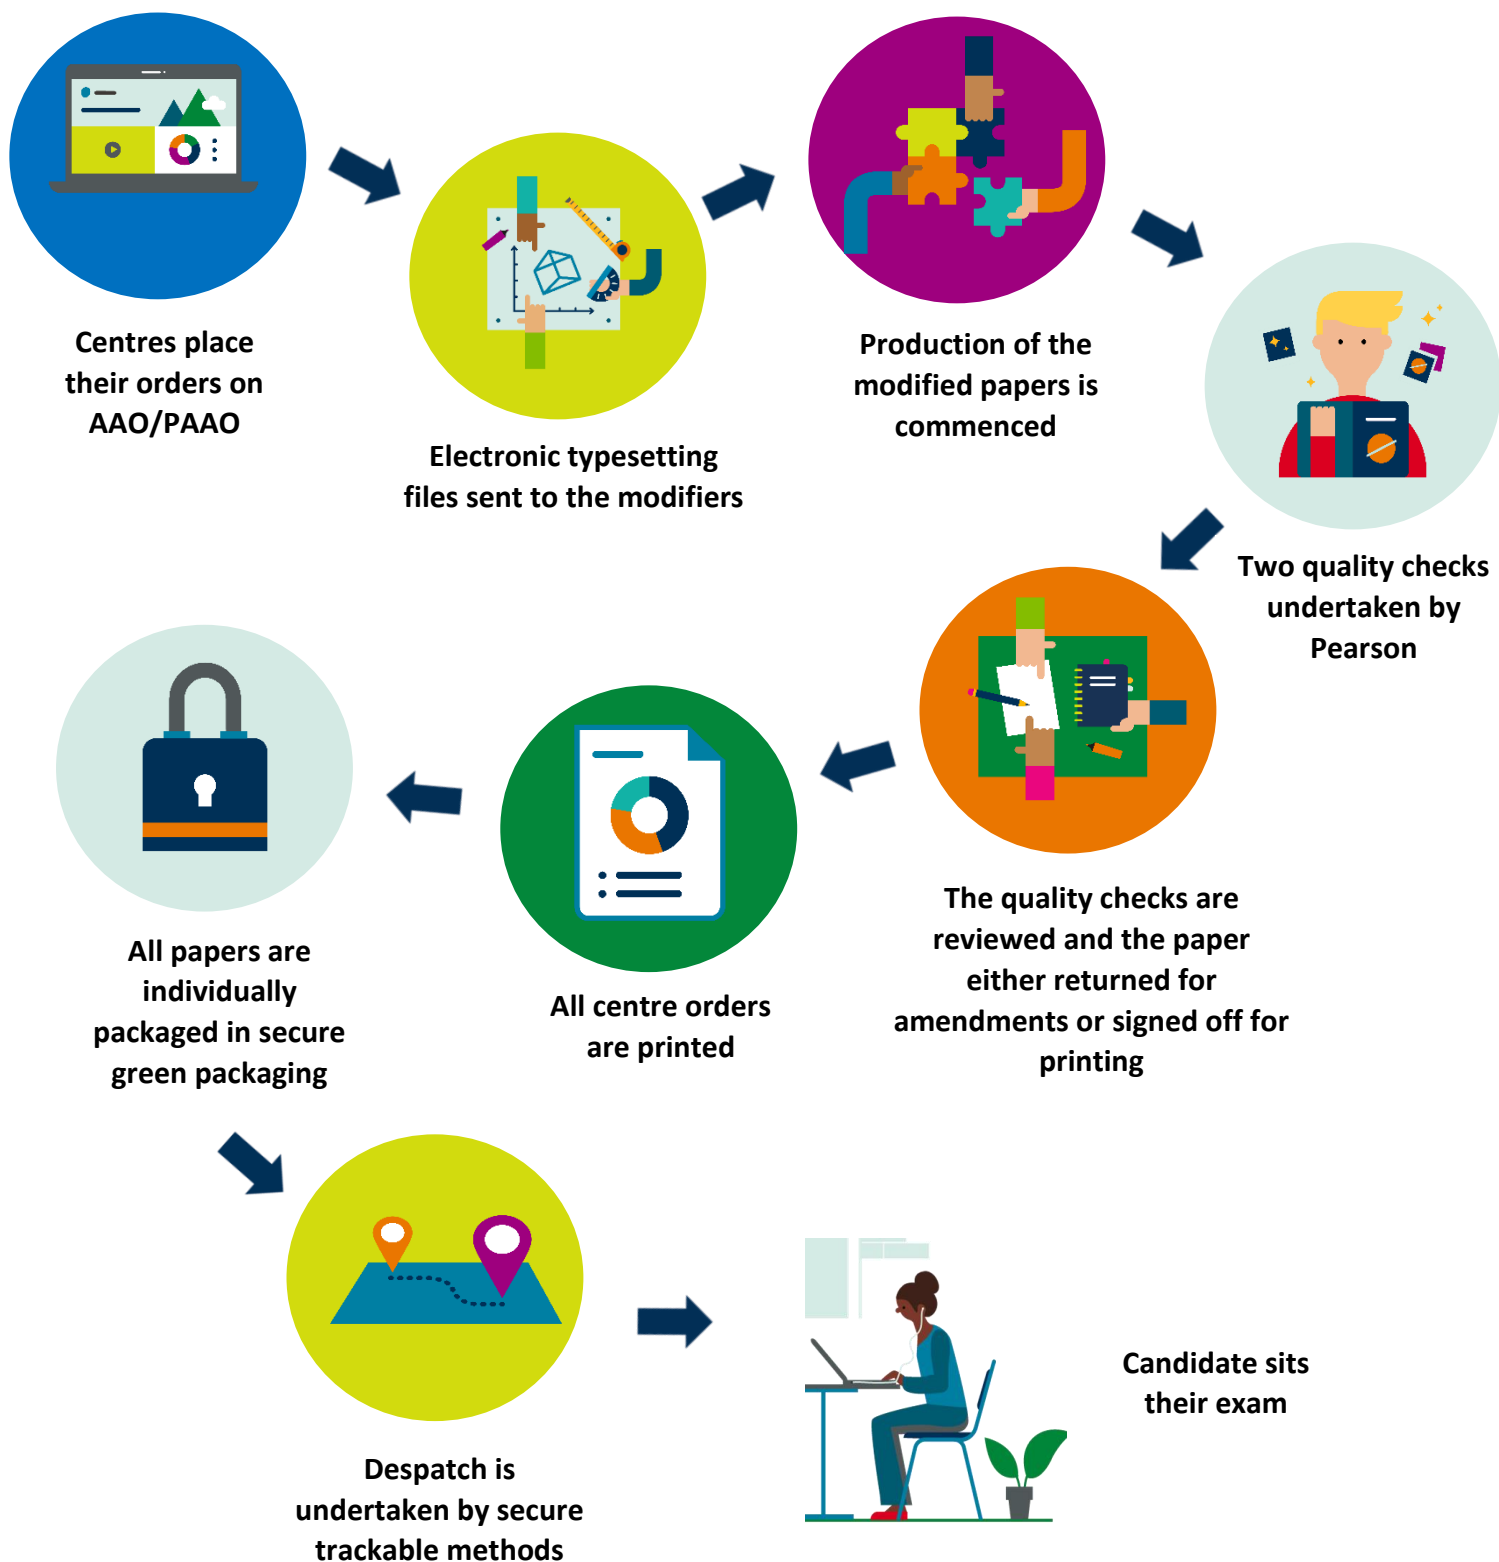 Centres place
their orders on
AAO/PAAO
Electronic typesetting
files sent to the modifiers
Production of the
modified papers is
commenced
Two quality checks
undertaken by
Pearson
The quality checks are
reviewed and the paper
either returned for
amendments or signed off for
printing
All centre orders
are printed
All papers are
individually
packaged in secure
green packaging
Despatch is
undertaken by secure
trackable methods
Candidate sits
their exam